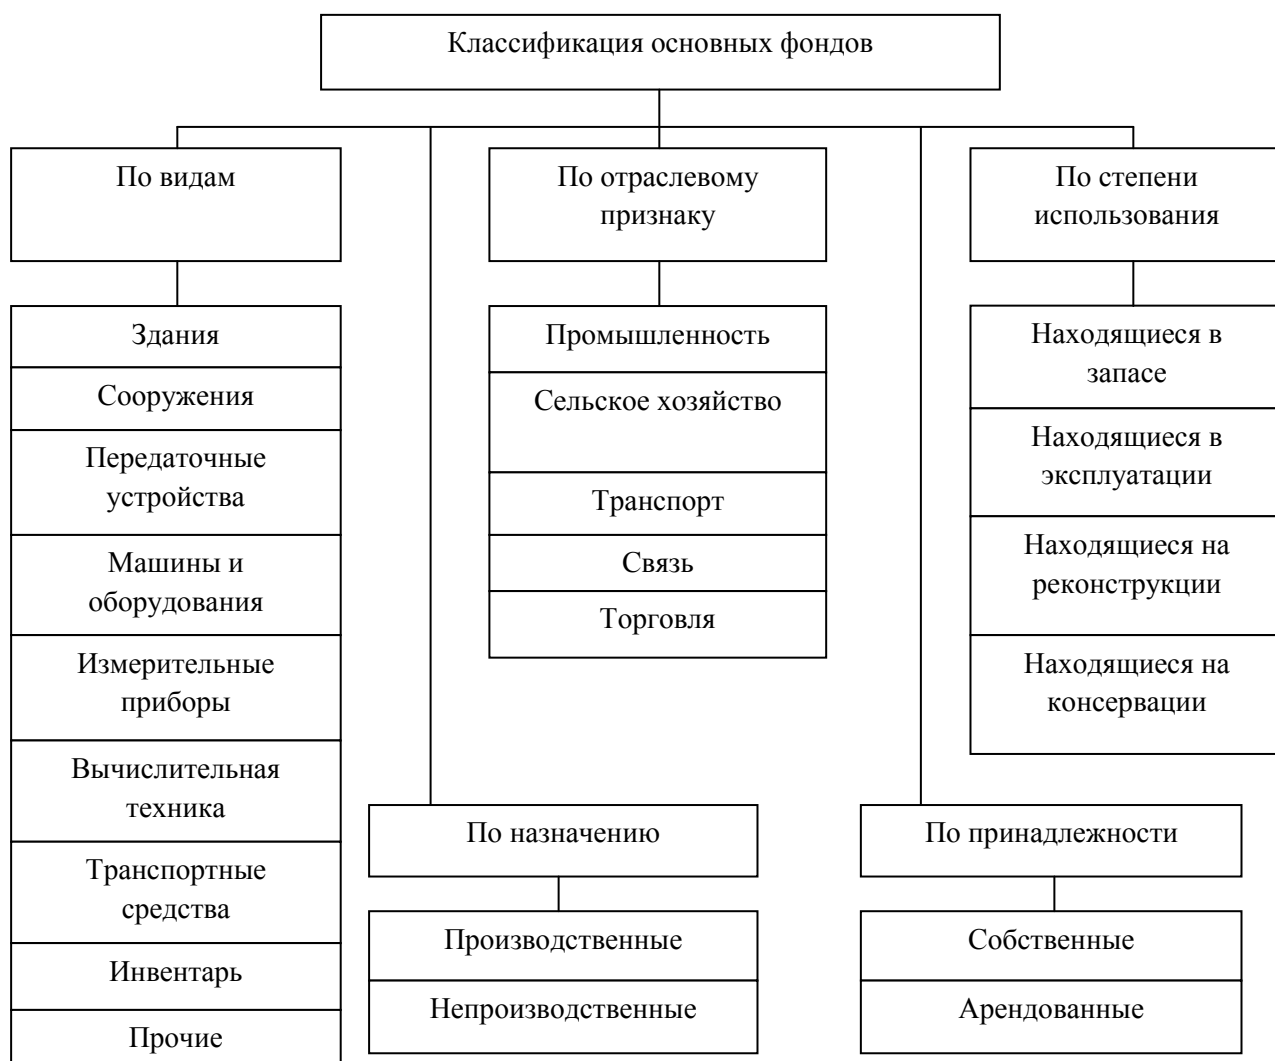 Классификация основных фондов
По видам
Здания
Сооружения
Передаточные
устройства
Машины и
оборудования
Измерительные
приборы
Вычислительная
техника
Транспортные
средства
Инвентарь
Прочие
По отраслевому
признаку
Промышленность
Сельское хозяйство
Транспорт
Связь
Торговля
По степени
использования
Находящиеся в
запасе
Находящиеся в
эксплуатации
Находящиеся на
реконструкции
Находящиеся на
консервации
По назначению
Производственные
Непроизводственные
По принадлежности
Собственные
Арендованные